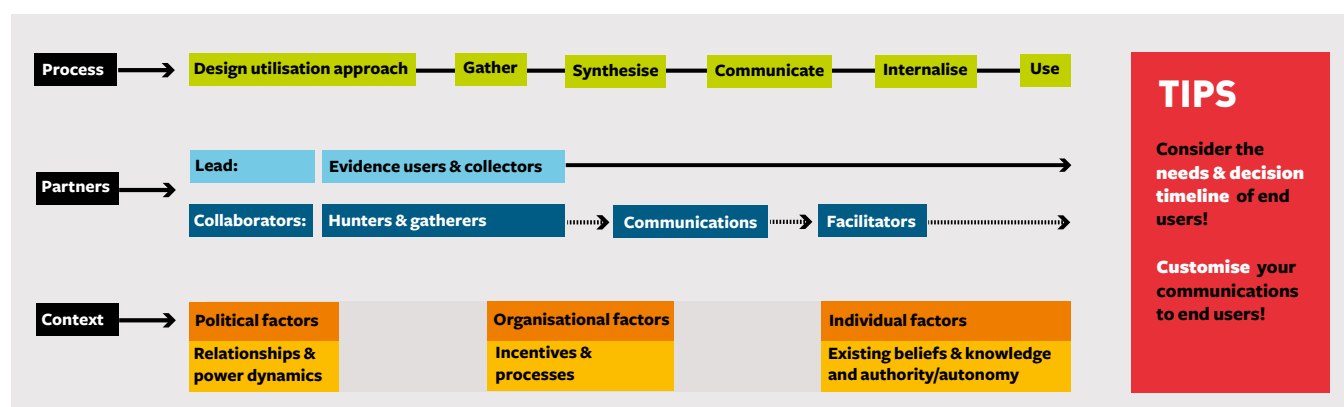 Process
Design utilisation approach
Gather
Synthesise
Communicate
Internalise
Use
Partners
Lead:
Evidence users & collectors
Collaborators:
Hunters & gatherers
Communications
Facilitators
Context
Political factors
Relationships &
power dynamics
Organisational factors
Incentives &
processes
Individual factors
Existing beliefs & knowledge
and authority/autonomy
TIPS
Consider the
needs & decision
timeline of end
users!
Customise your
communications
to end users!